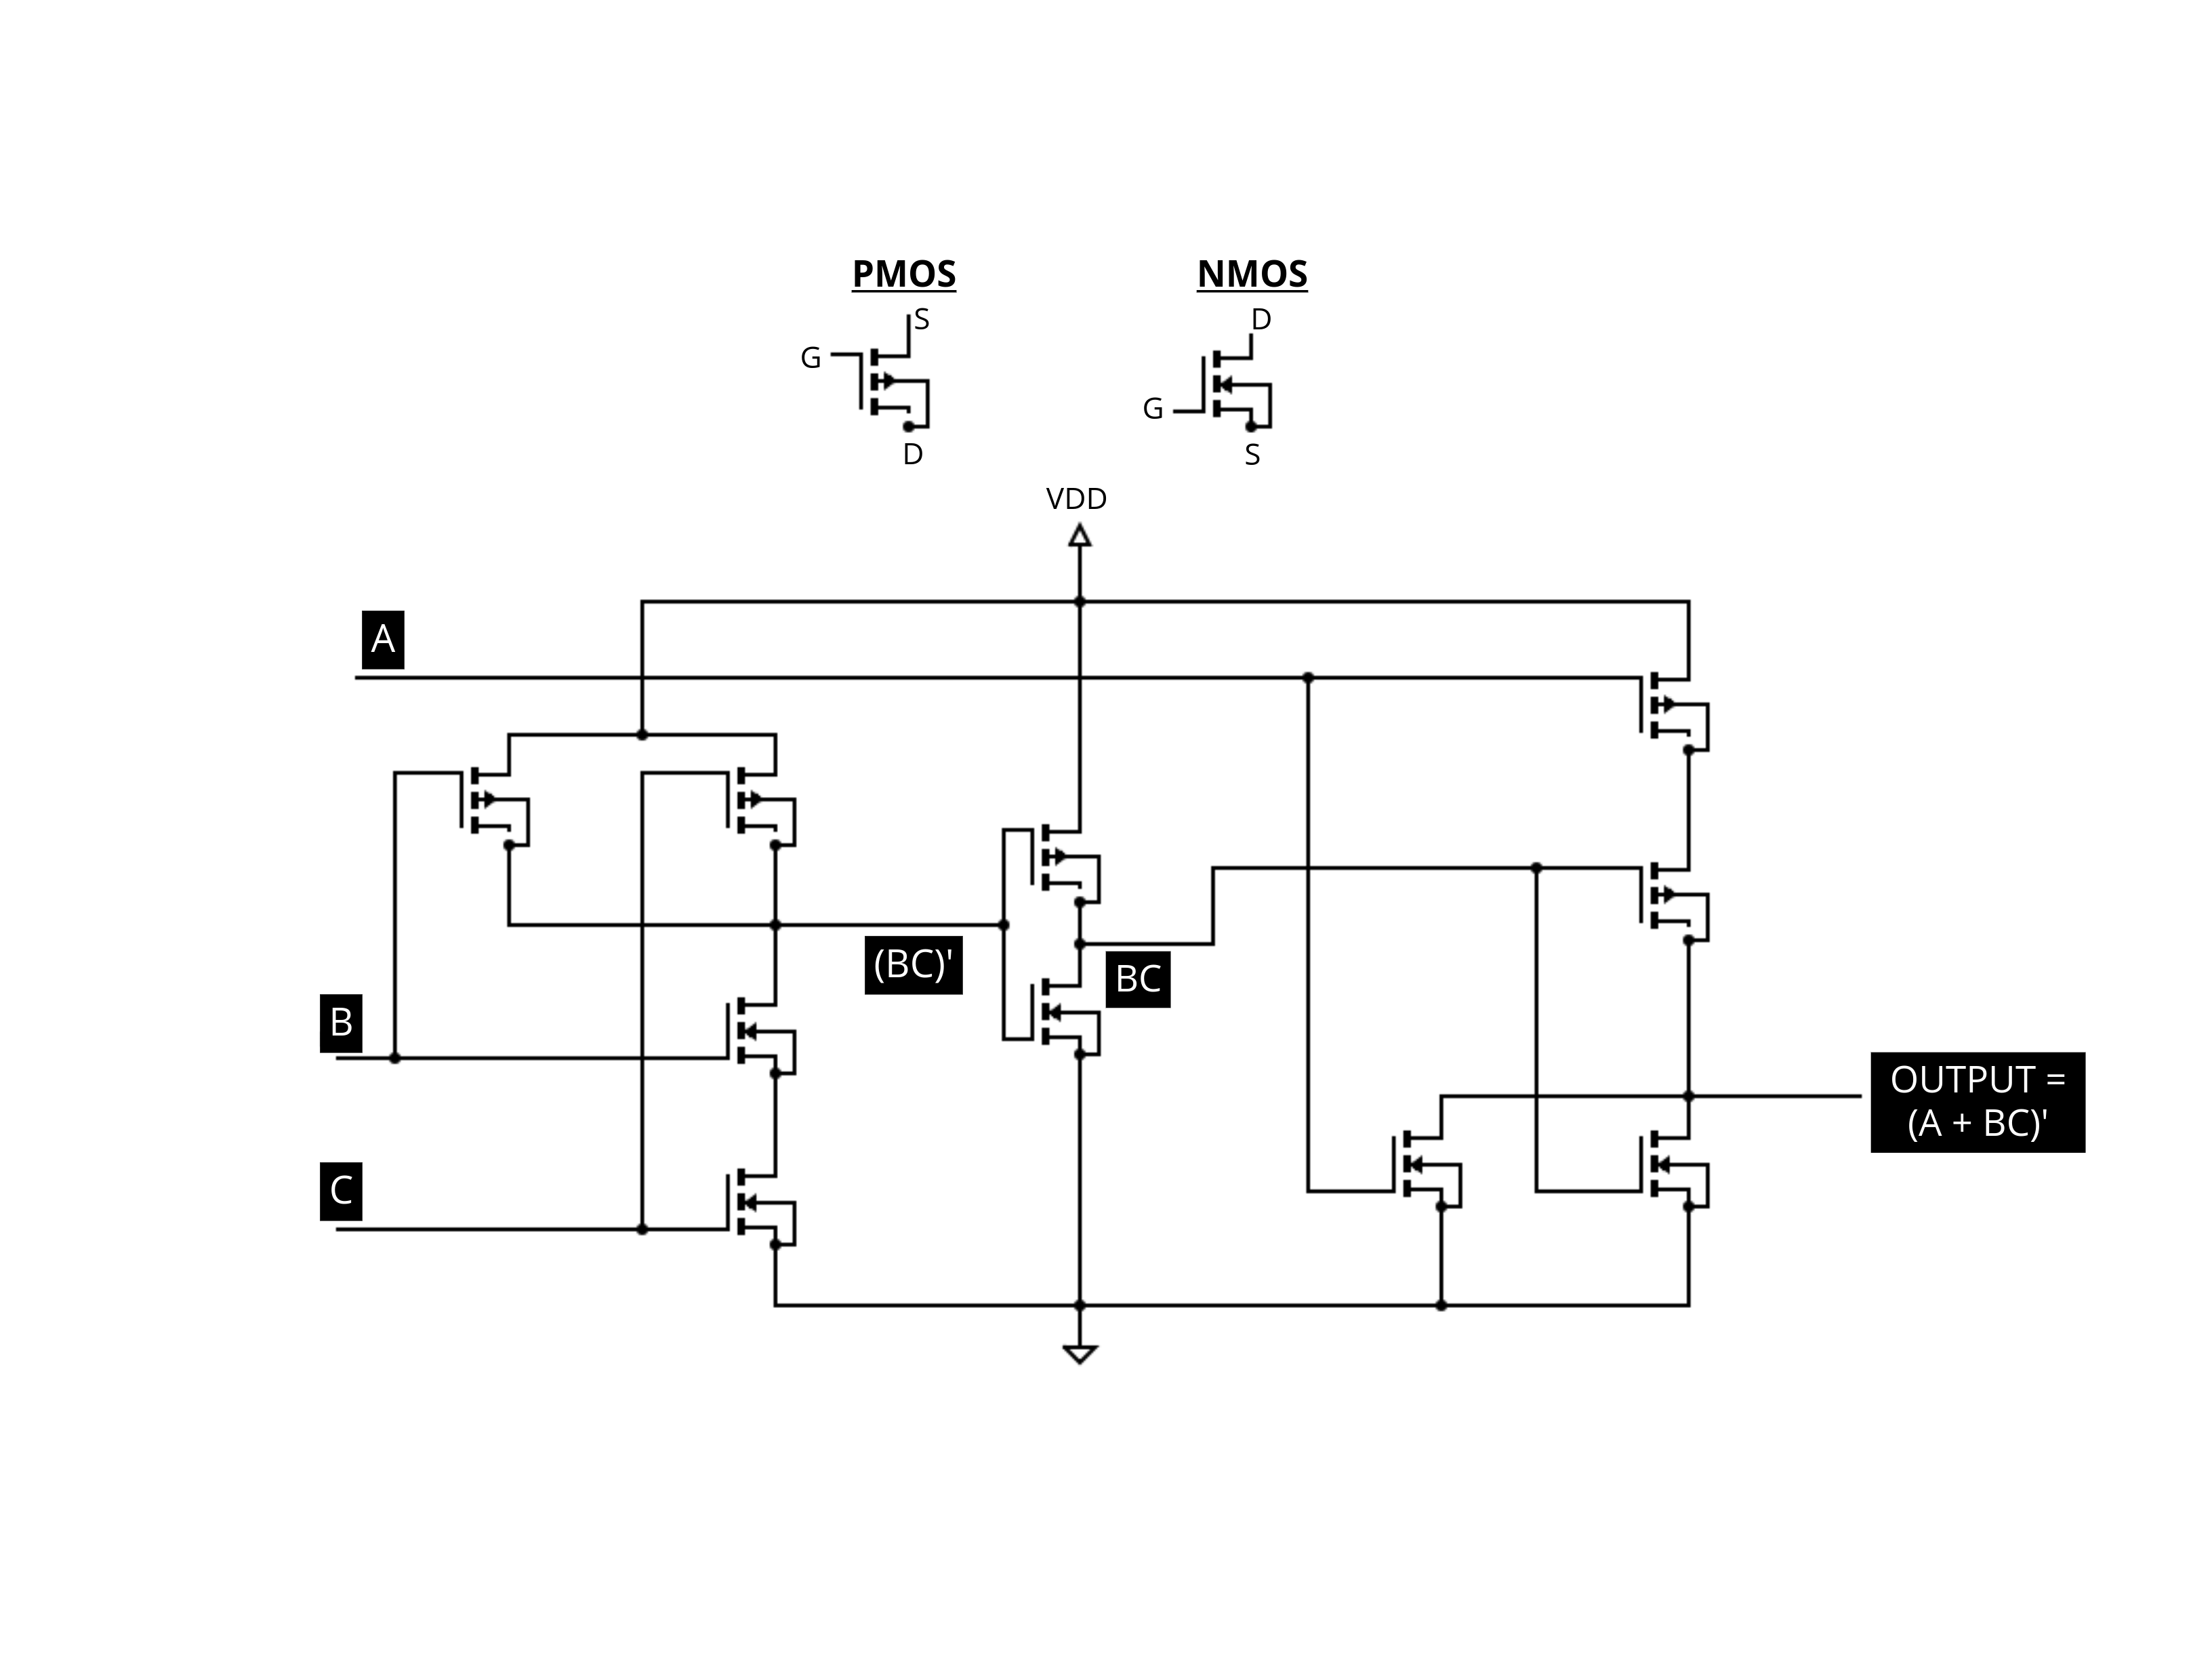 PMOS
NMOS
S
D
G
G
D
S
VDD
A
(BC)'
BC
B
OUTPUT =
(A + BC)'
C